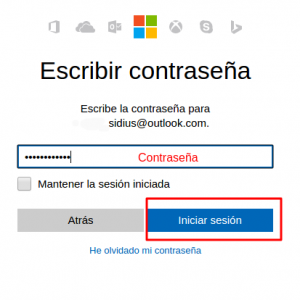 Escribir contraseña
Escribe la contraseña para
sidius@outlook.com.
•••••••••••• Contraseña
Mantener la sesión iniciada
Atrás Iniciar sesión
He olvidado mi contraseña